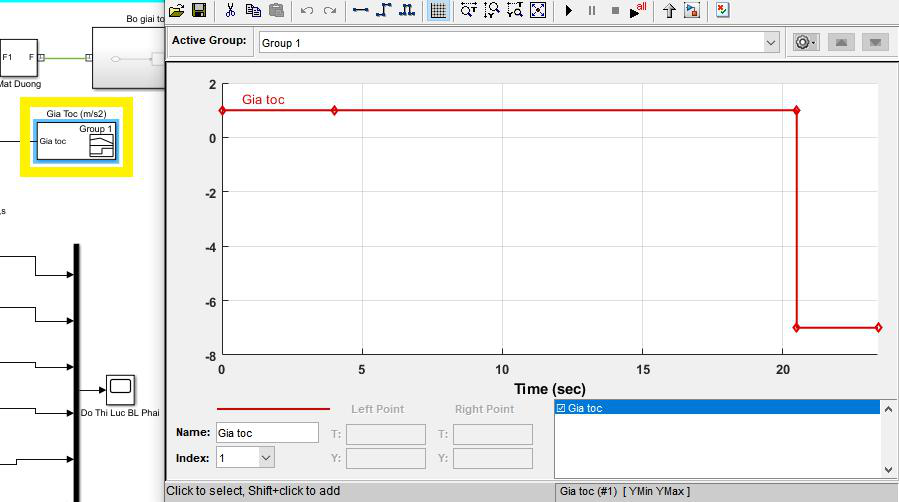 Bo gia to
F1 F
Mat Duong
Gia Toc (m/s2)
Group 1
Gia toc
,s
Do Thi Luc BL Phai
all
Active Group:
Group 1
2
0
-2
-4
-6
-8
Gia toc
0 5 10 15 20
Time (sec)
Left Point Right Point
Name: Gia toc T: T:
Index: 1 Y: Y:
Gia toc
Click to select, Shift+click to add
Gia toc (#1) [ YMin YMax ]